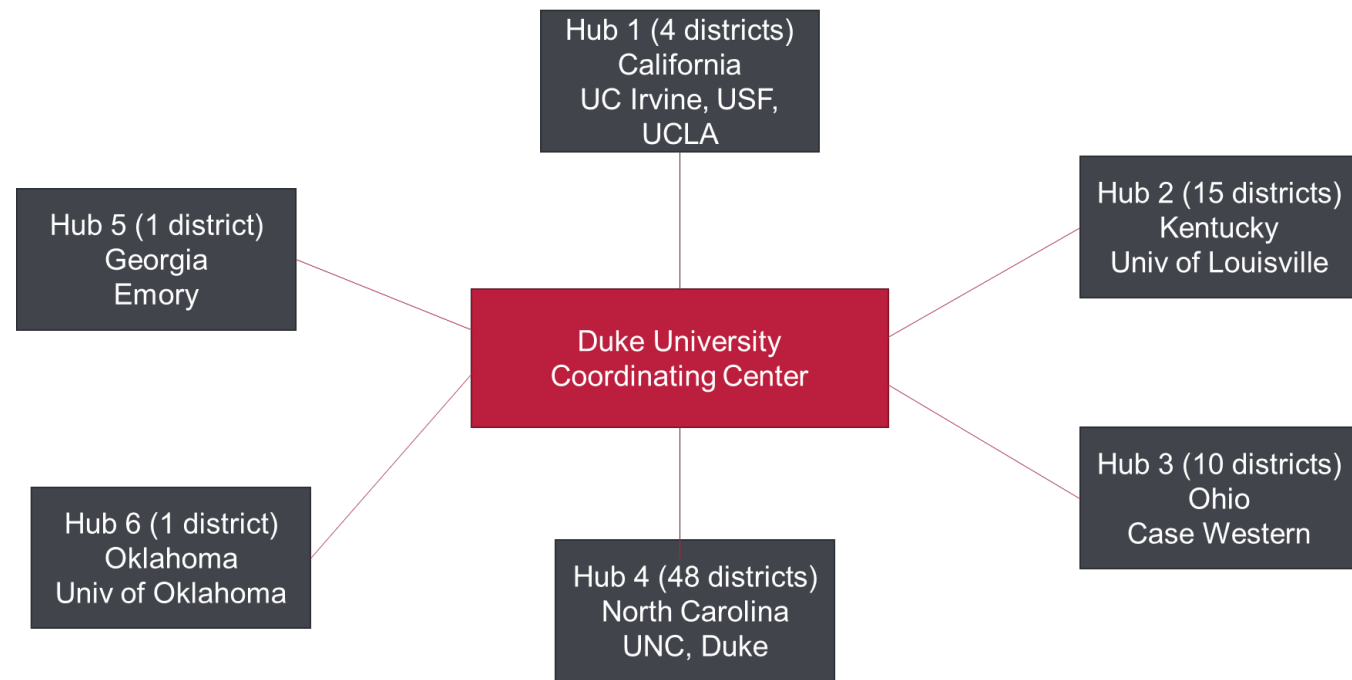 Hub 1 (4 districts)
California
UC Irvine, USF,
UCLA
Hub 5 (1 district)
Georgia
Emory
Hub 2 (15 districts)
Kentucky
Univ of Louisville
Duke University
Coordinating Center
Hub 6 (1 district)
Oklahoma
Univ of Oklahoma
Hub 4 (48 districts)
North Carolina
UNC, Duke
Hub 3 (10 districts)
Ohio
Case Western